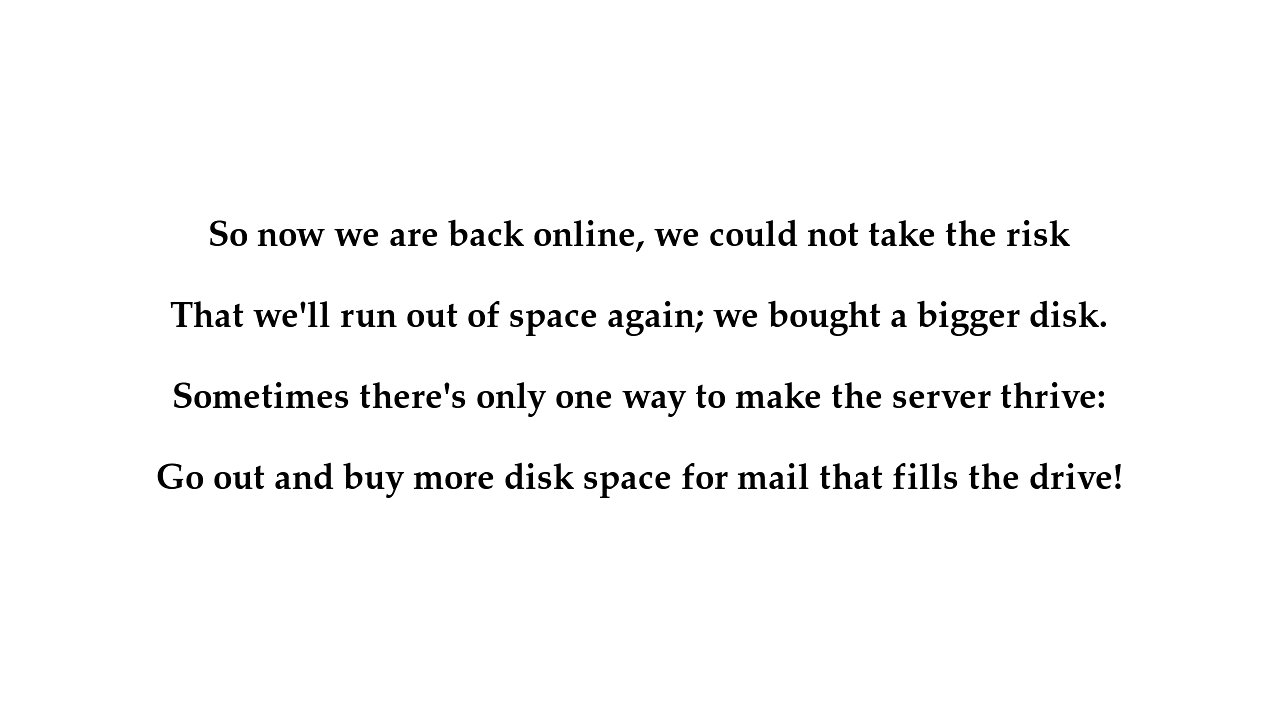 So now we are back online, we could not take the risk
That we'll run out of space again; we bought a bigger disk.
Sometimes there's only one way to make the server thrive:
Go out and buy more disk space for mail that fills the drive!